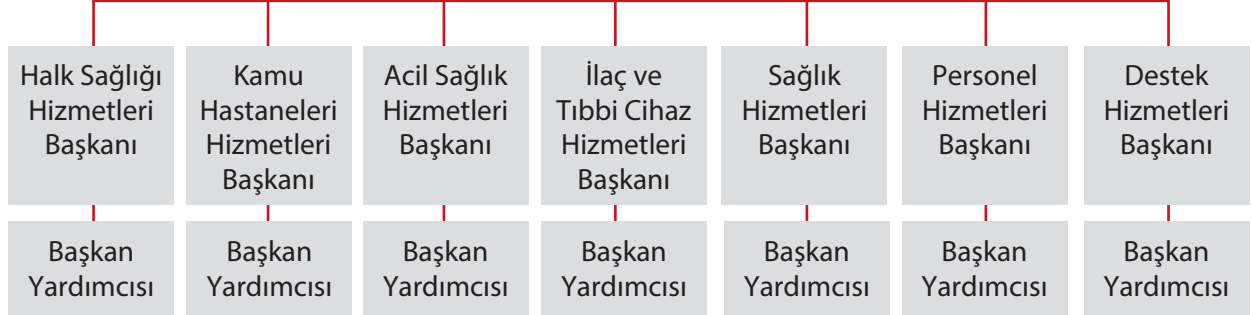 Halk Sağlığı
Hizmetleri
Başkanı
Kamu
Hastaneleri
Hizmetleri
Başkanı
Acil Sağlık
Hizmetleri
Başkanı
İlaç ve
Tıbbi Cihaz
Hizmetleri
Başkanı
Sağlık
Hizmetleri
Başkanı
Personel
Hizmetleri
Başkanı
Destek
Hizmetleri
Başkanı
Başkan
Yardımcısı
Başkan
Yardımcısı
Başkan
Yardımcısı
Başkan
Yardımcısı
Başkan
Yardımcısı
Başkan
Yardımcısı
Başkan
Yardımcısı